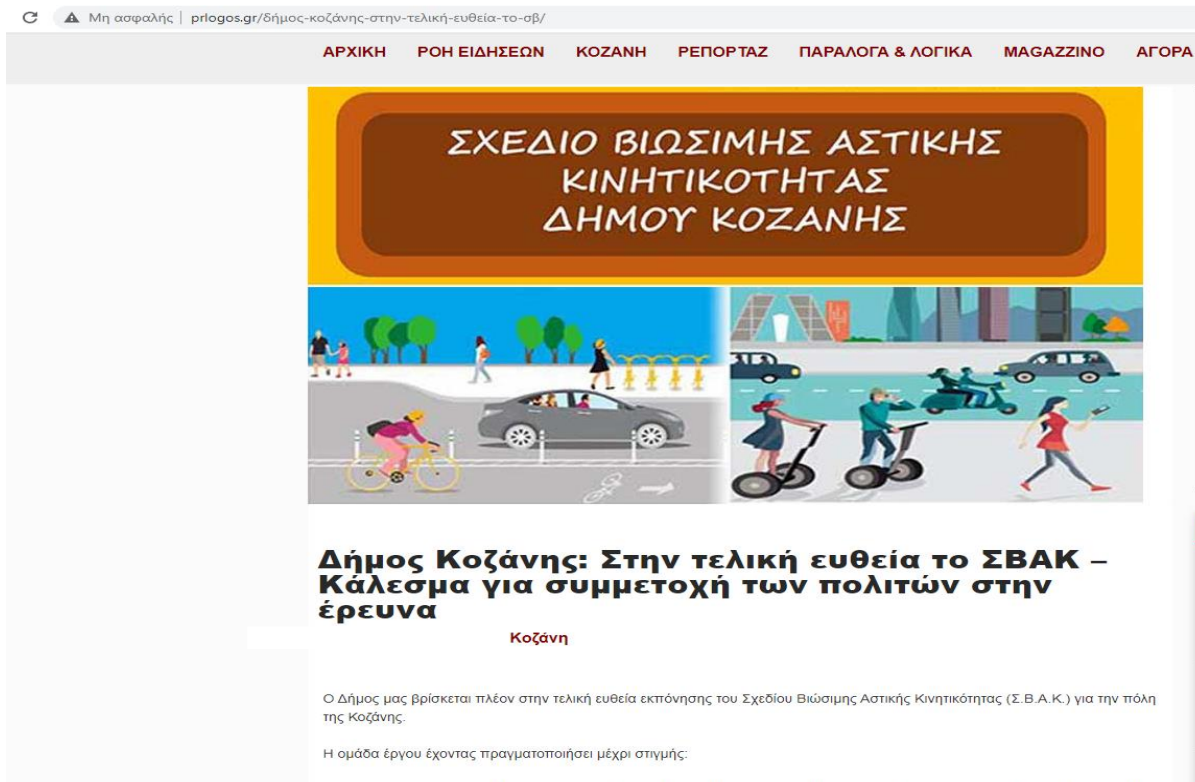 Μη ασφαλής | prlogos.gr/δήμος-κοζάνης-στην-τελική-ευθεία-το-σβ/
ΑΡΧΙΚΗ ΡΟΗ ΕΙΔΗΣΕΩΝ ΚΟΖΑΝΗ ΡΕΠΟΡΤΑΖ ΠΑΡΑΛΟΓΑ & ΛΟΓΙΚΑ MAGAZZINO ΑΓΟΡΑ
ΣΧΕΔΙΟ ΒΙΩΣΙΜΗΣ ΑΣΤΙΚΗΣ
ΚΙΝΗΤΙΚΟΤΗΤΑΣ
ΔΗΜΟΥ ΚΟΖΑΝΗΣ
Δήμος Κοζάνης: Στην τελική ευθεία το ΣΒΑΚ –
Κάλεσμα για συμμετοχή των πολιτών στην
έρευνα
Κοζάνη
Ο Δήμος μας βρίσκεται πλέον στην τελική ευθεία εκπόνησης του Σχεδίου Βιώσιμης Αστικής Κινητικότητας (Σ.Β.Α.Κ.) για την πόλη
της Κοζάνης.
Η ομάδα έργου έχοντας πραγματοποιήσει μέχρι στιγμής: